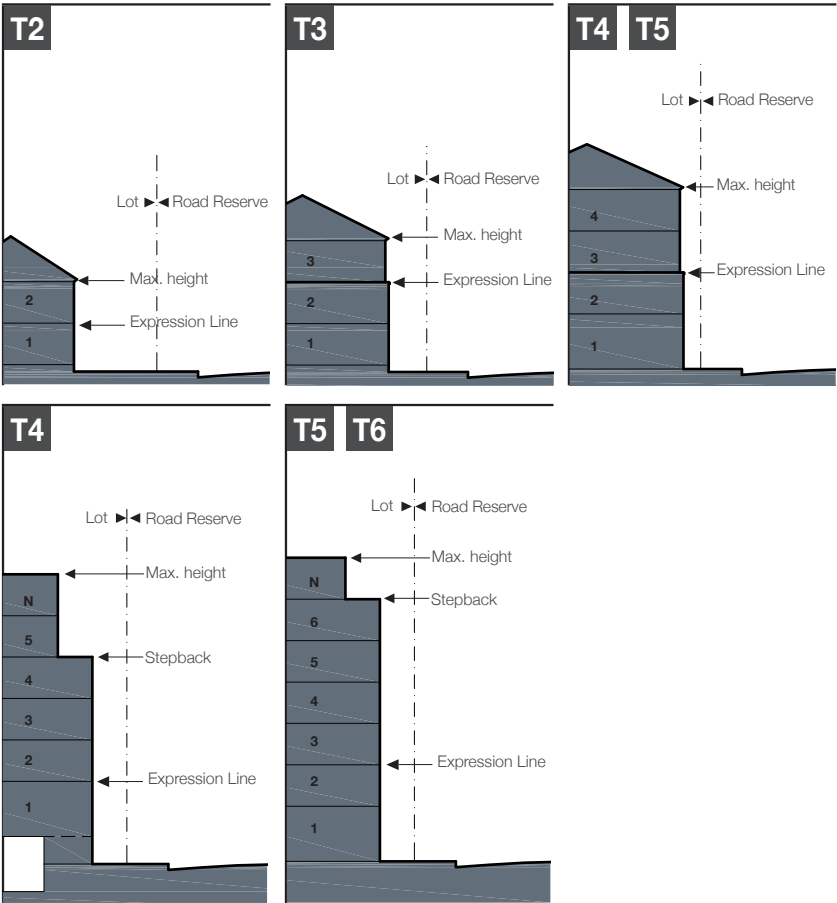 T2
Lot Road Reserve
Max. height
2
Expression Line
1
T3
Lot Road Reserve
Max. height
3
Expression Line
2
1
T4 T5
Lot Road Reserve
Max. height
4
3
Expression Line
2
1
T4
Lot Road Reserve
Max. height
N
5
Stepback
4
3
2
Expression Line
1
T5 T6
Lot Road Reserve
Max. height
N
Stepback
6
5
4
3
Expression Line
2
1